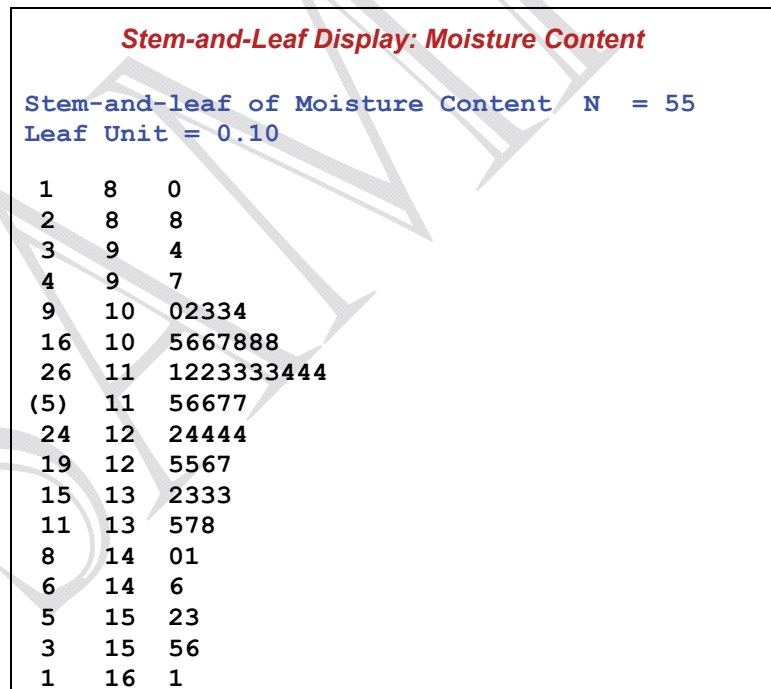 Stem-and-Leaf Display: Moisture Content
Stem-and-leaf of Moisture Content N = 55
Leaf Unit = 0.10
1 8 0
2 8 8
3 9 4
4 9 7
9 10 02334
16 10 5667888
26 11 1223333444
(5) 11 56677
24 12 24444
19 12 5567
15 13 2333
11 13 578
8 14 01
6 14 6
5 15 23
3 15 56
1 16 1